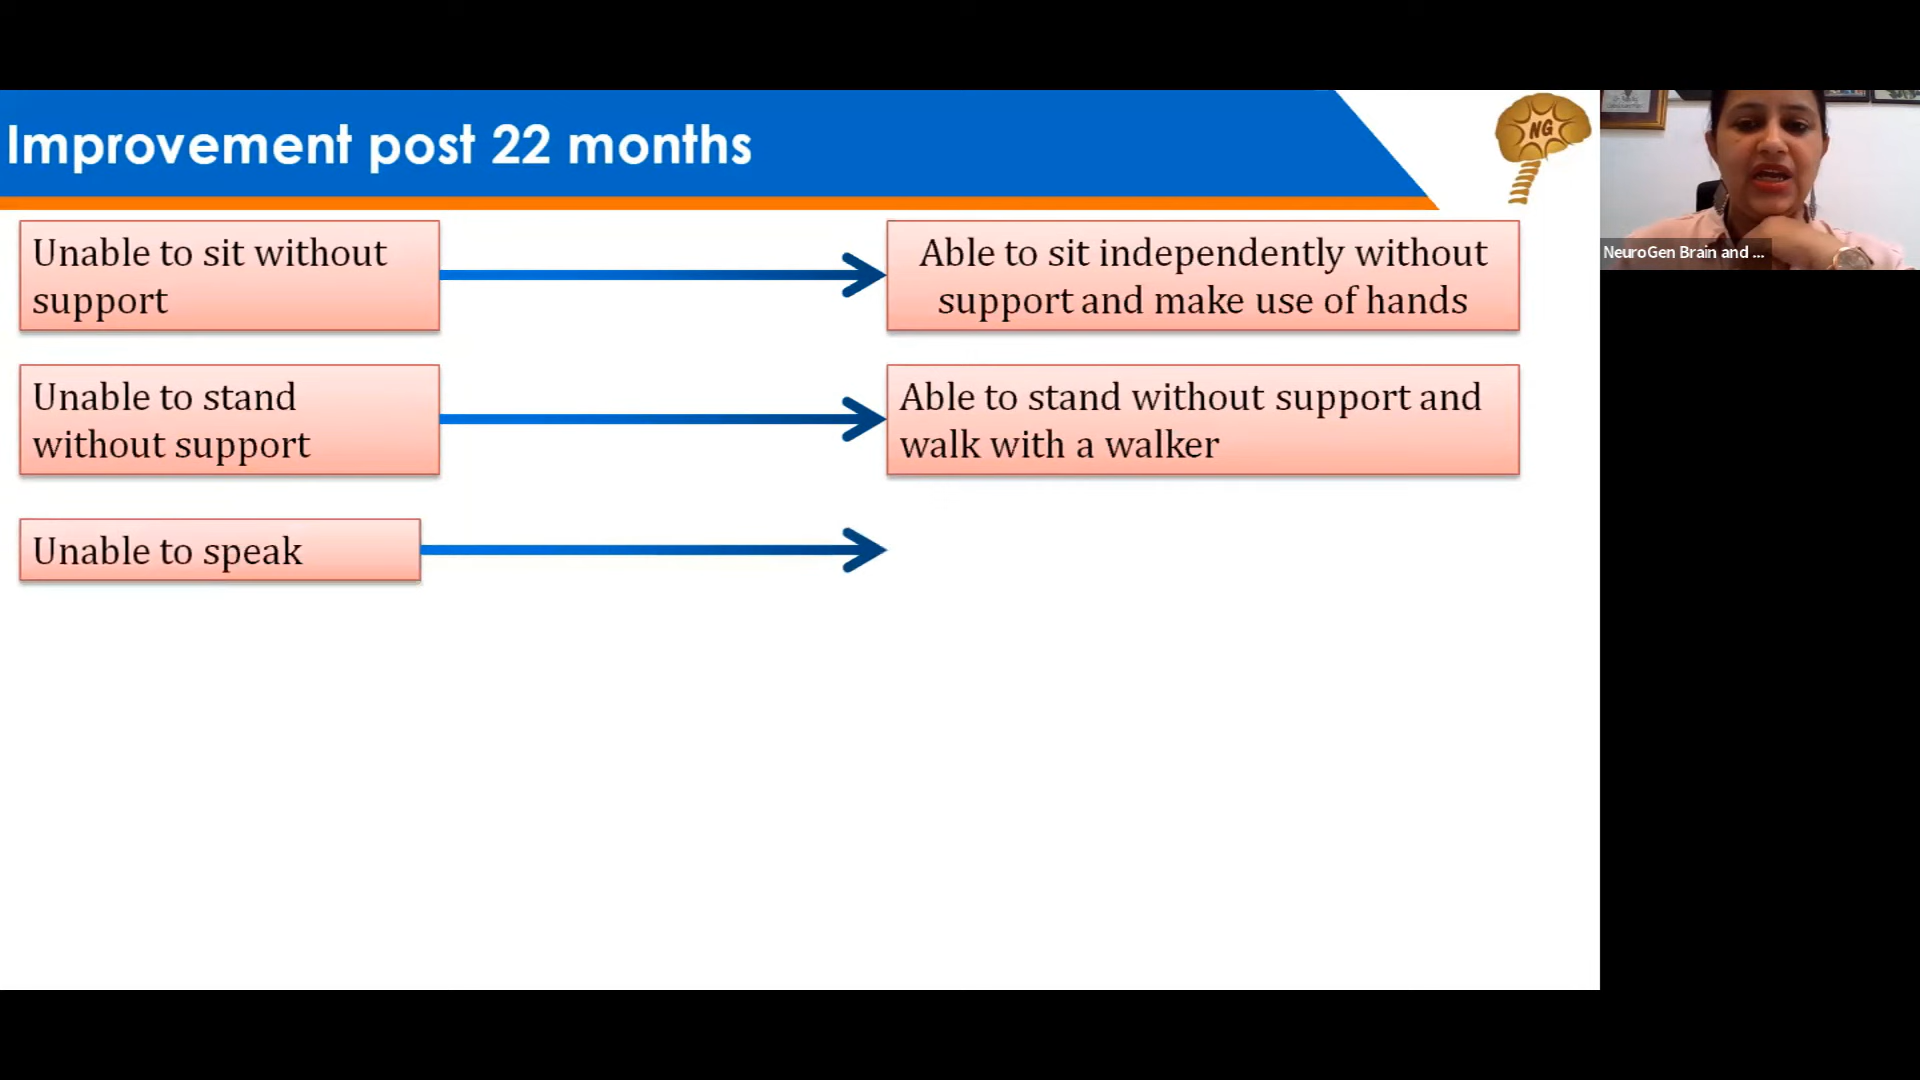 Improvement post 22 months
NG
NeuroGen Brain and ...
Unable to sit without
support
Able to sit independently without
support and make use of hands
Unable to stand
without support
Able to stand without support and
walk with a walker
Unable to speak